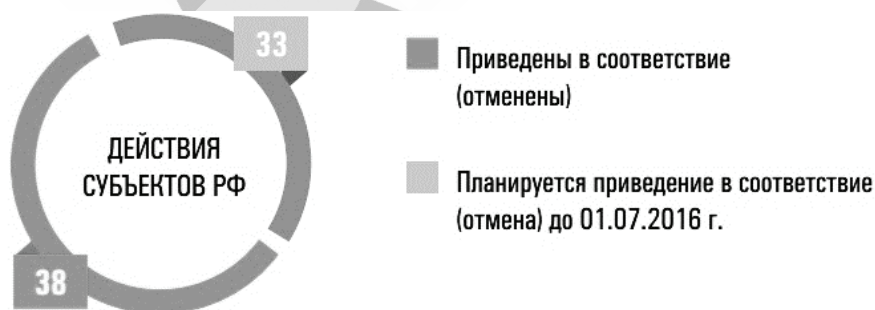 33
ДЕЙСТВИЯ
СУБЪЕКТОВ РФ
38
Приведены в соответствие
(отменены)
Планируется приведение в соответствие
(отмена) до 01.07.2016 г.